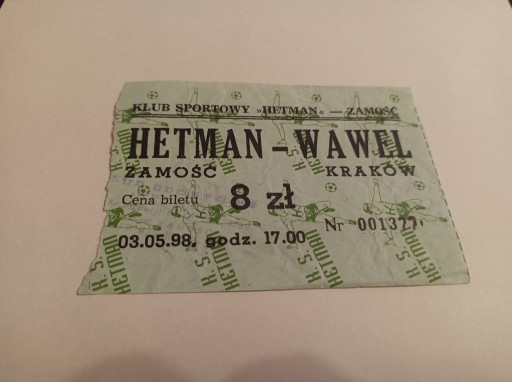 KLUB SPORTOWY »HETMAN« — ZAMOŚĆ
HETMAN – WAWEL
ZAMOŚĆ KRAKÓW
Cena biletu 8 zł
Nr 001327
03.05.98, godz. 17.00
K. S. HETMAN